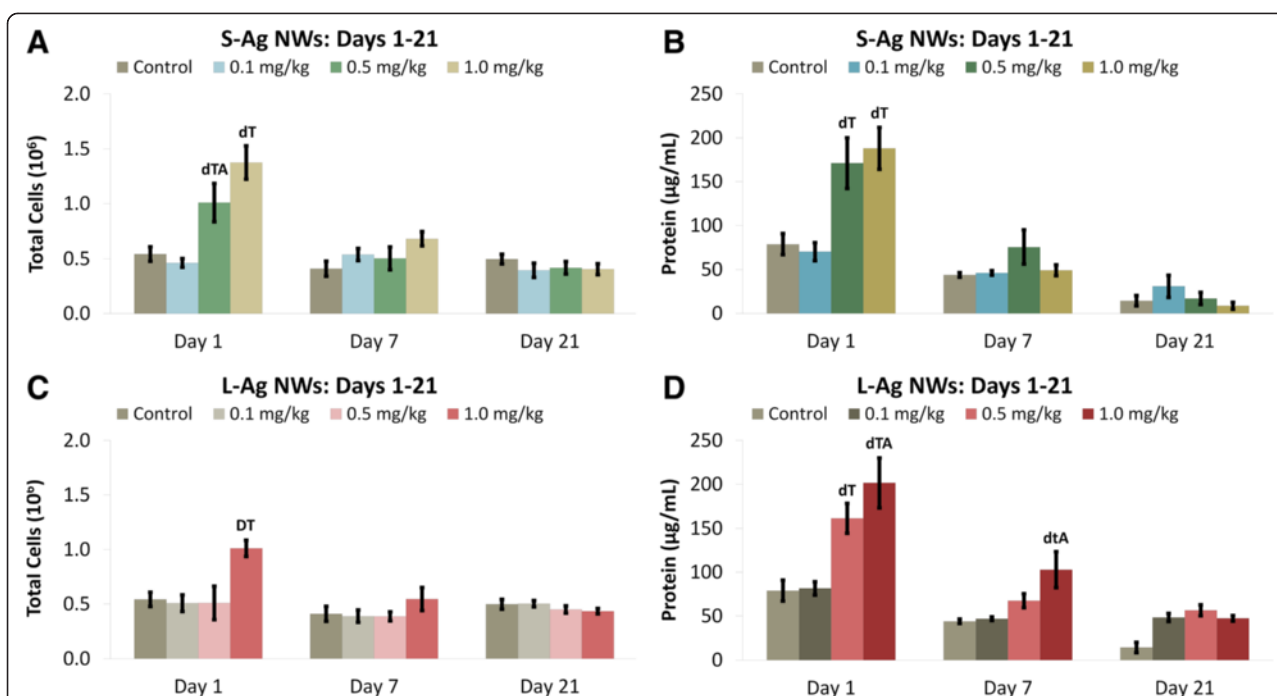 A
S-Ag NWs: Days 1-21
Control 0.1 mg/kg 0.5 mg/kg 1.0 mg/kg
Total Cells (10⁶)
2.0
1.5
1.0
0.5
0.0
dTA
dT
Day 1 Day 7 Day 21
B
S-Ag NWs: Days 1-21
Control 0.1 mg/kg 0.5 mg/kg 1.0 mg/kg
Protein (µg/mL)
250
200
150
100
50
0
dT dT
Day 1 Day 7 Day 21
C
L-Ag NWs: Days 1-21
Control 0.1 mg/kg 0.5 mg/kg 1.0 mg/kg
Total Cells (10⁶)
2.0
1.5
1.0
0.5
0.0
DT
Day 1 Day 7 Day 21
D
L-Ag NWs: Days 1-21
Control 0.1 mg/kg 0.5 mg/kg 1.0 mg/kg
Protein (µg/mL)
250
200
150
100
50
0
dT
dTA
dtA
Day 1 Day 7 Day 21